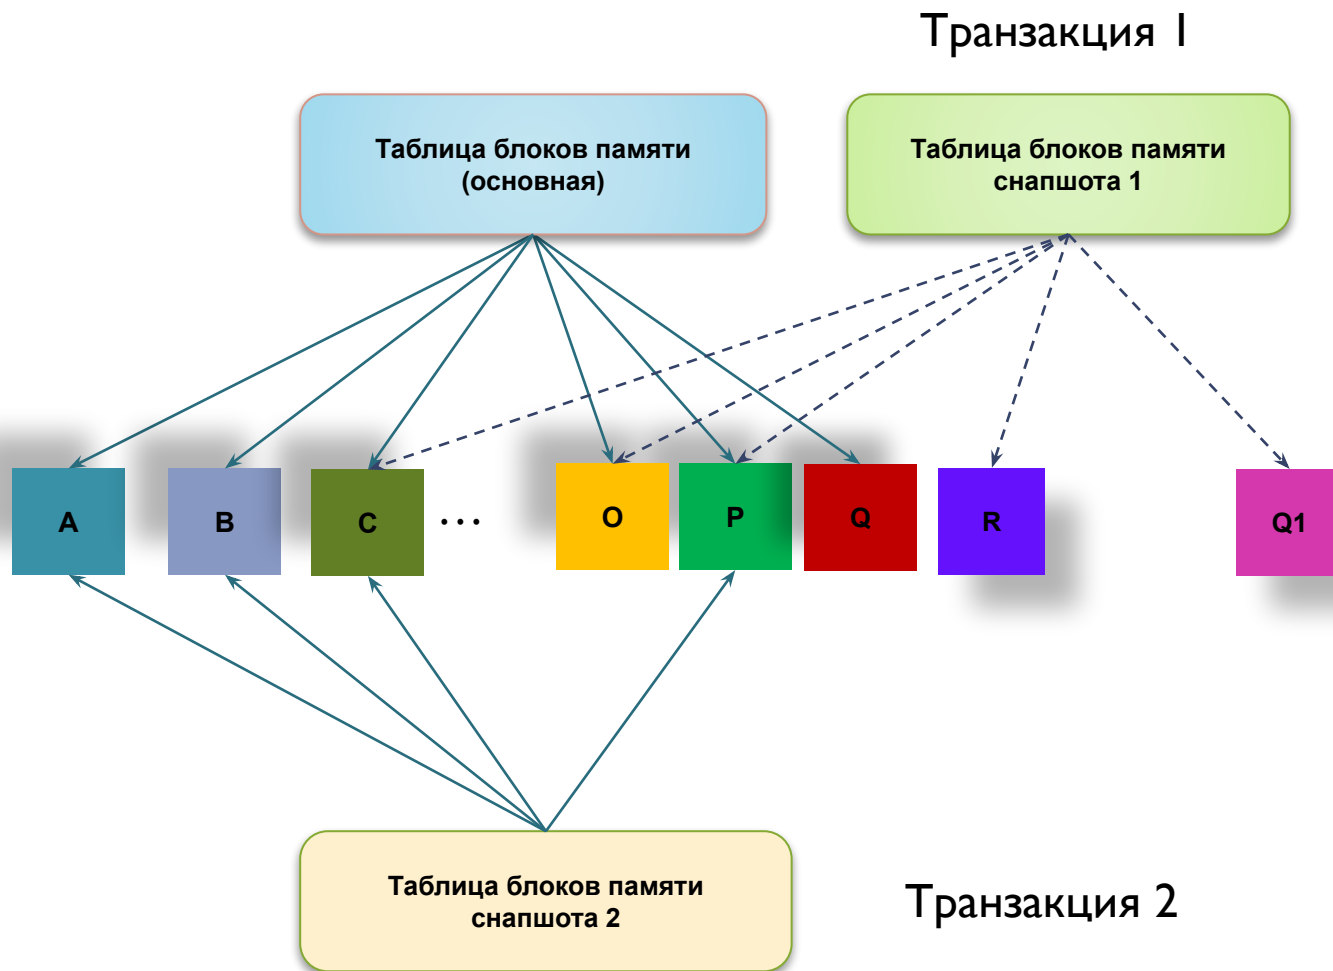 Транзакция 1
Таблица блоков памяти
(основная)
Таблица блоков памяти
снапшота 1
A B C ... O P Q R Q1
Таблица блоков памяти
снапшота 2
Транзакция 2